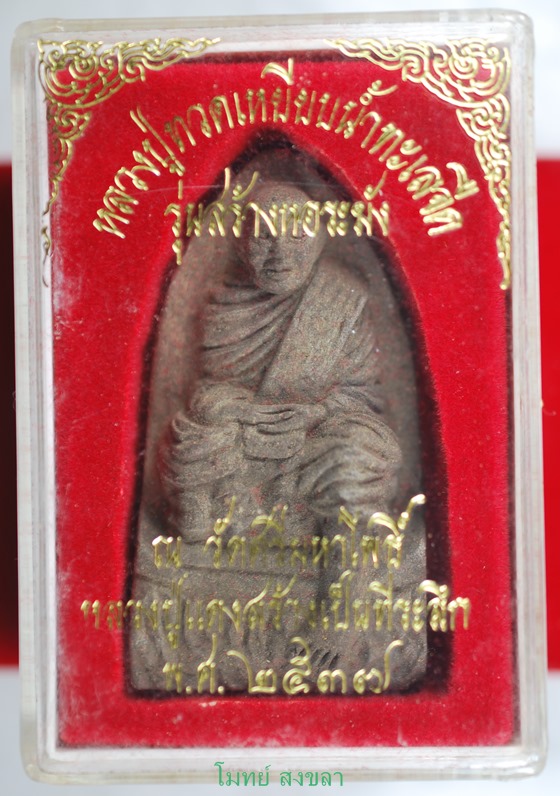 หลวงปู่ทวดเหยียบน้ำทะเลจืด
รุ่นสร้างหอระฆัง
ณ วัดศรีมหาโพธิ์
หลวงปู่แดงสร้างเป็นที่ระลึก
พ.ศ. ๒๕๓๗
โมทย์ สงขลา